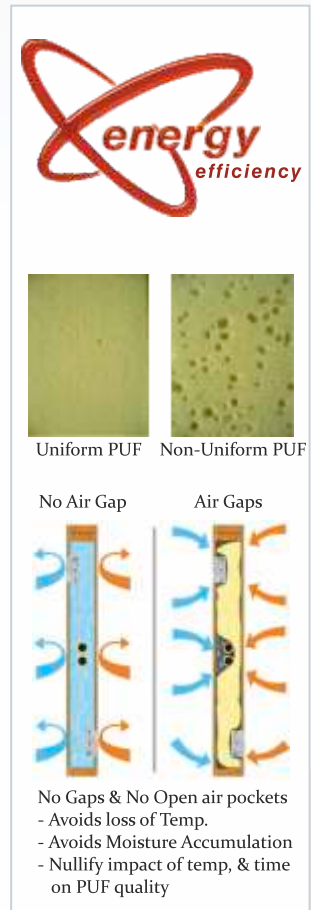 energy
efficiency
Uniform PUF Non-Uniform PUF
No Air Gap Air Gaps
No Gaps & No Open air pockets
- Avoids loss of Temp.
- Avoids Moisture Accumulation
- Nullify impact of temp, & time
on PUF quality